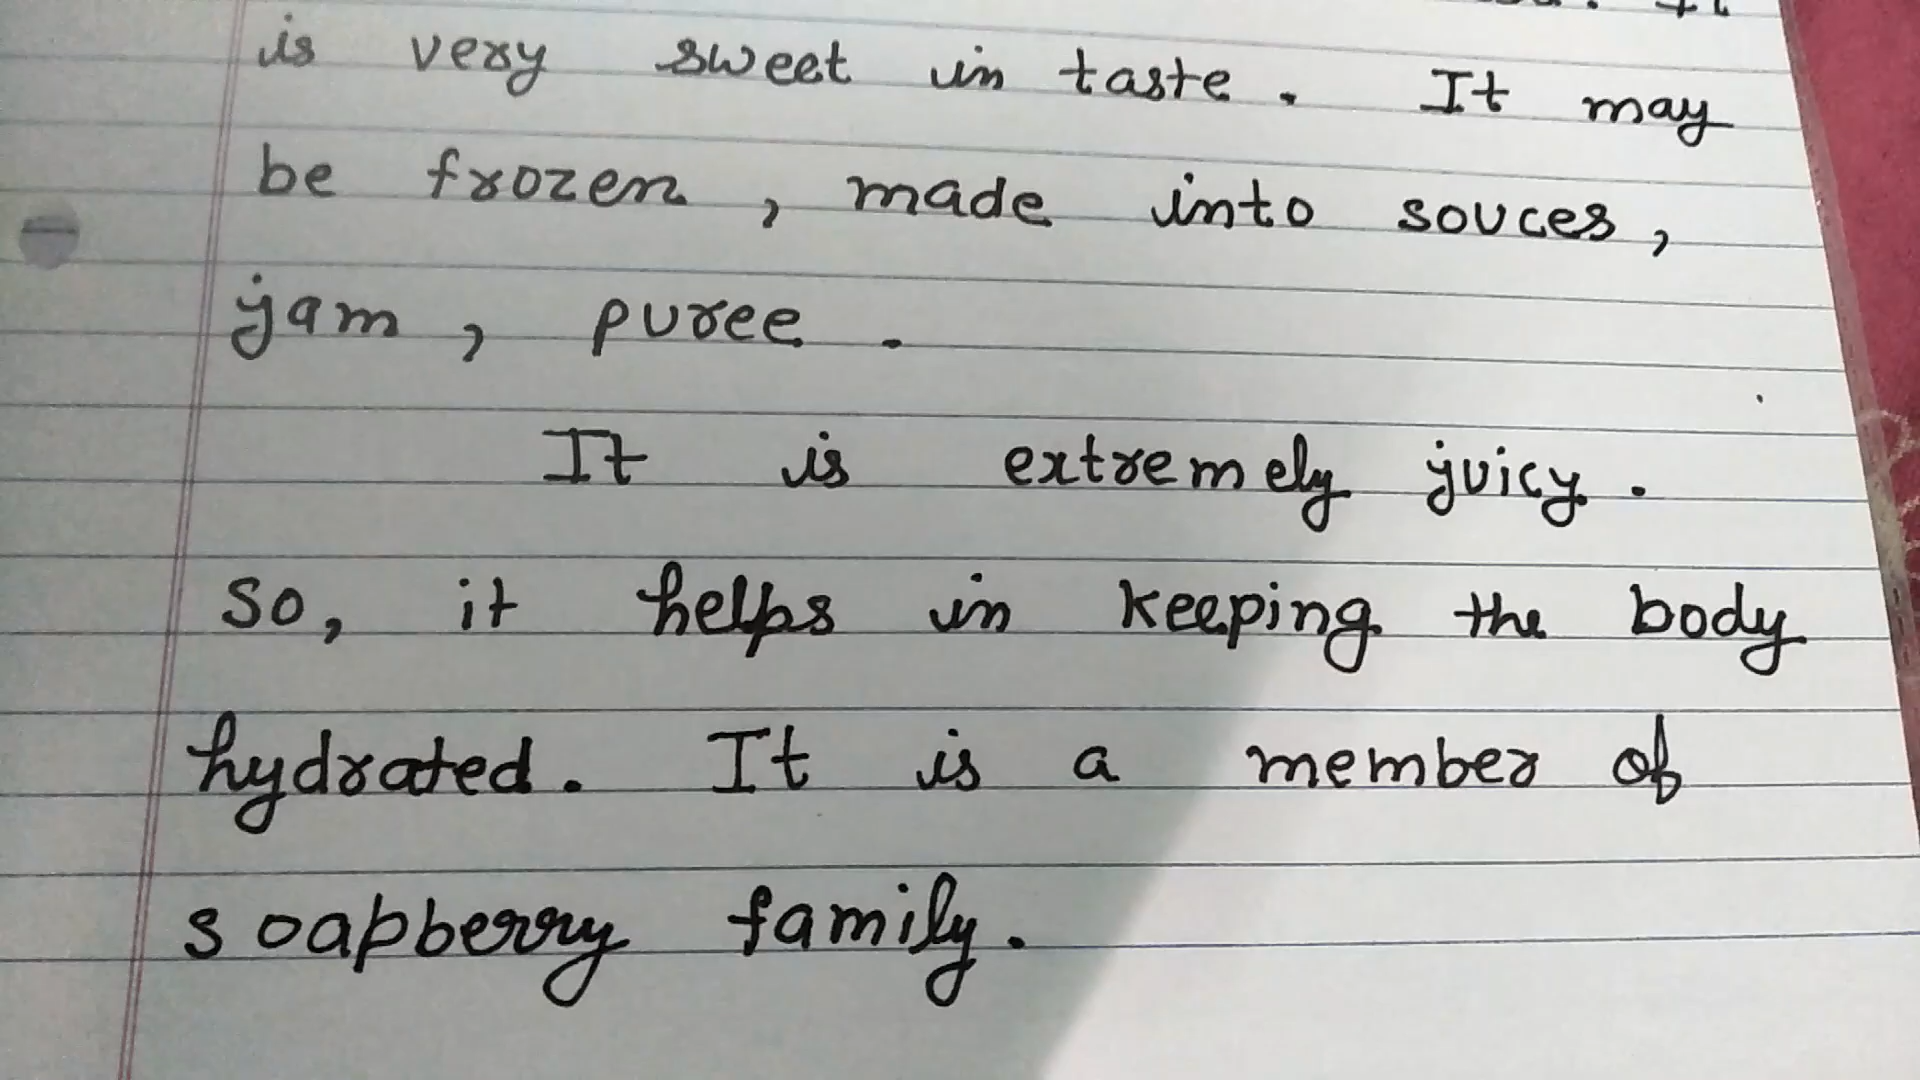 is very sweet in taste. It may
be frozen, made into souces,
jam, puree.
It is extremely juicy.
so, it helps in keeping the body
hydrated. It is a member of
soapberry family.